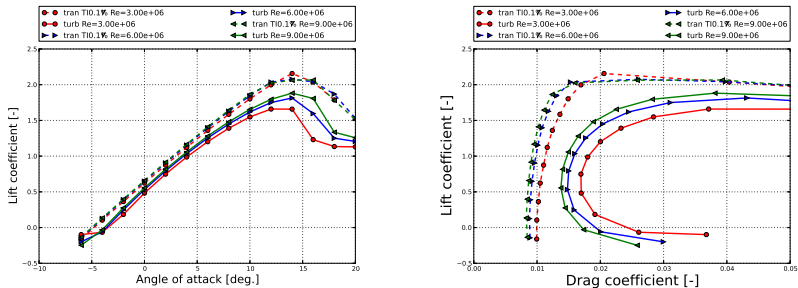 tran TI0.1% Re=3.00e+06
turb Re=3.00e+06
tran TI0.1% Re=6.00e+06
turb Re=6.00e+06
tran TI0.1% Re=9.00e+06
turb Re=9.00e+06
2.5
2.0
1.5
1.0
0.5
0.0
−0.5
Lift coefficient [-]
−10
−5
0
5
10
15
20
Angle of attack [deg.]
tran TI0.1% Re=3.00e+06
turb Re=3.00e+06
tran TI0.1% Re=6.00e+06
turb Re=6.00e+06
tran TI0.1% Re=9.00e+06
turb Re=9.00e+06
2.5
2.0
1.5
1.0
0.5
0.0
−0.5
Lift coefficient [-]
0.00
0.01
0.02
0.03
0.04
0.05
Drag coefficient [-]